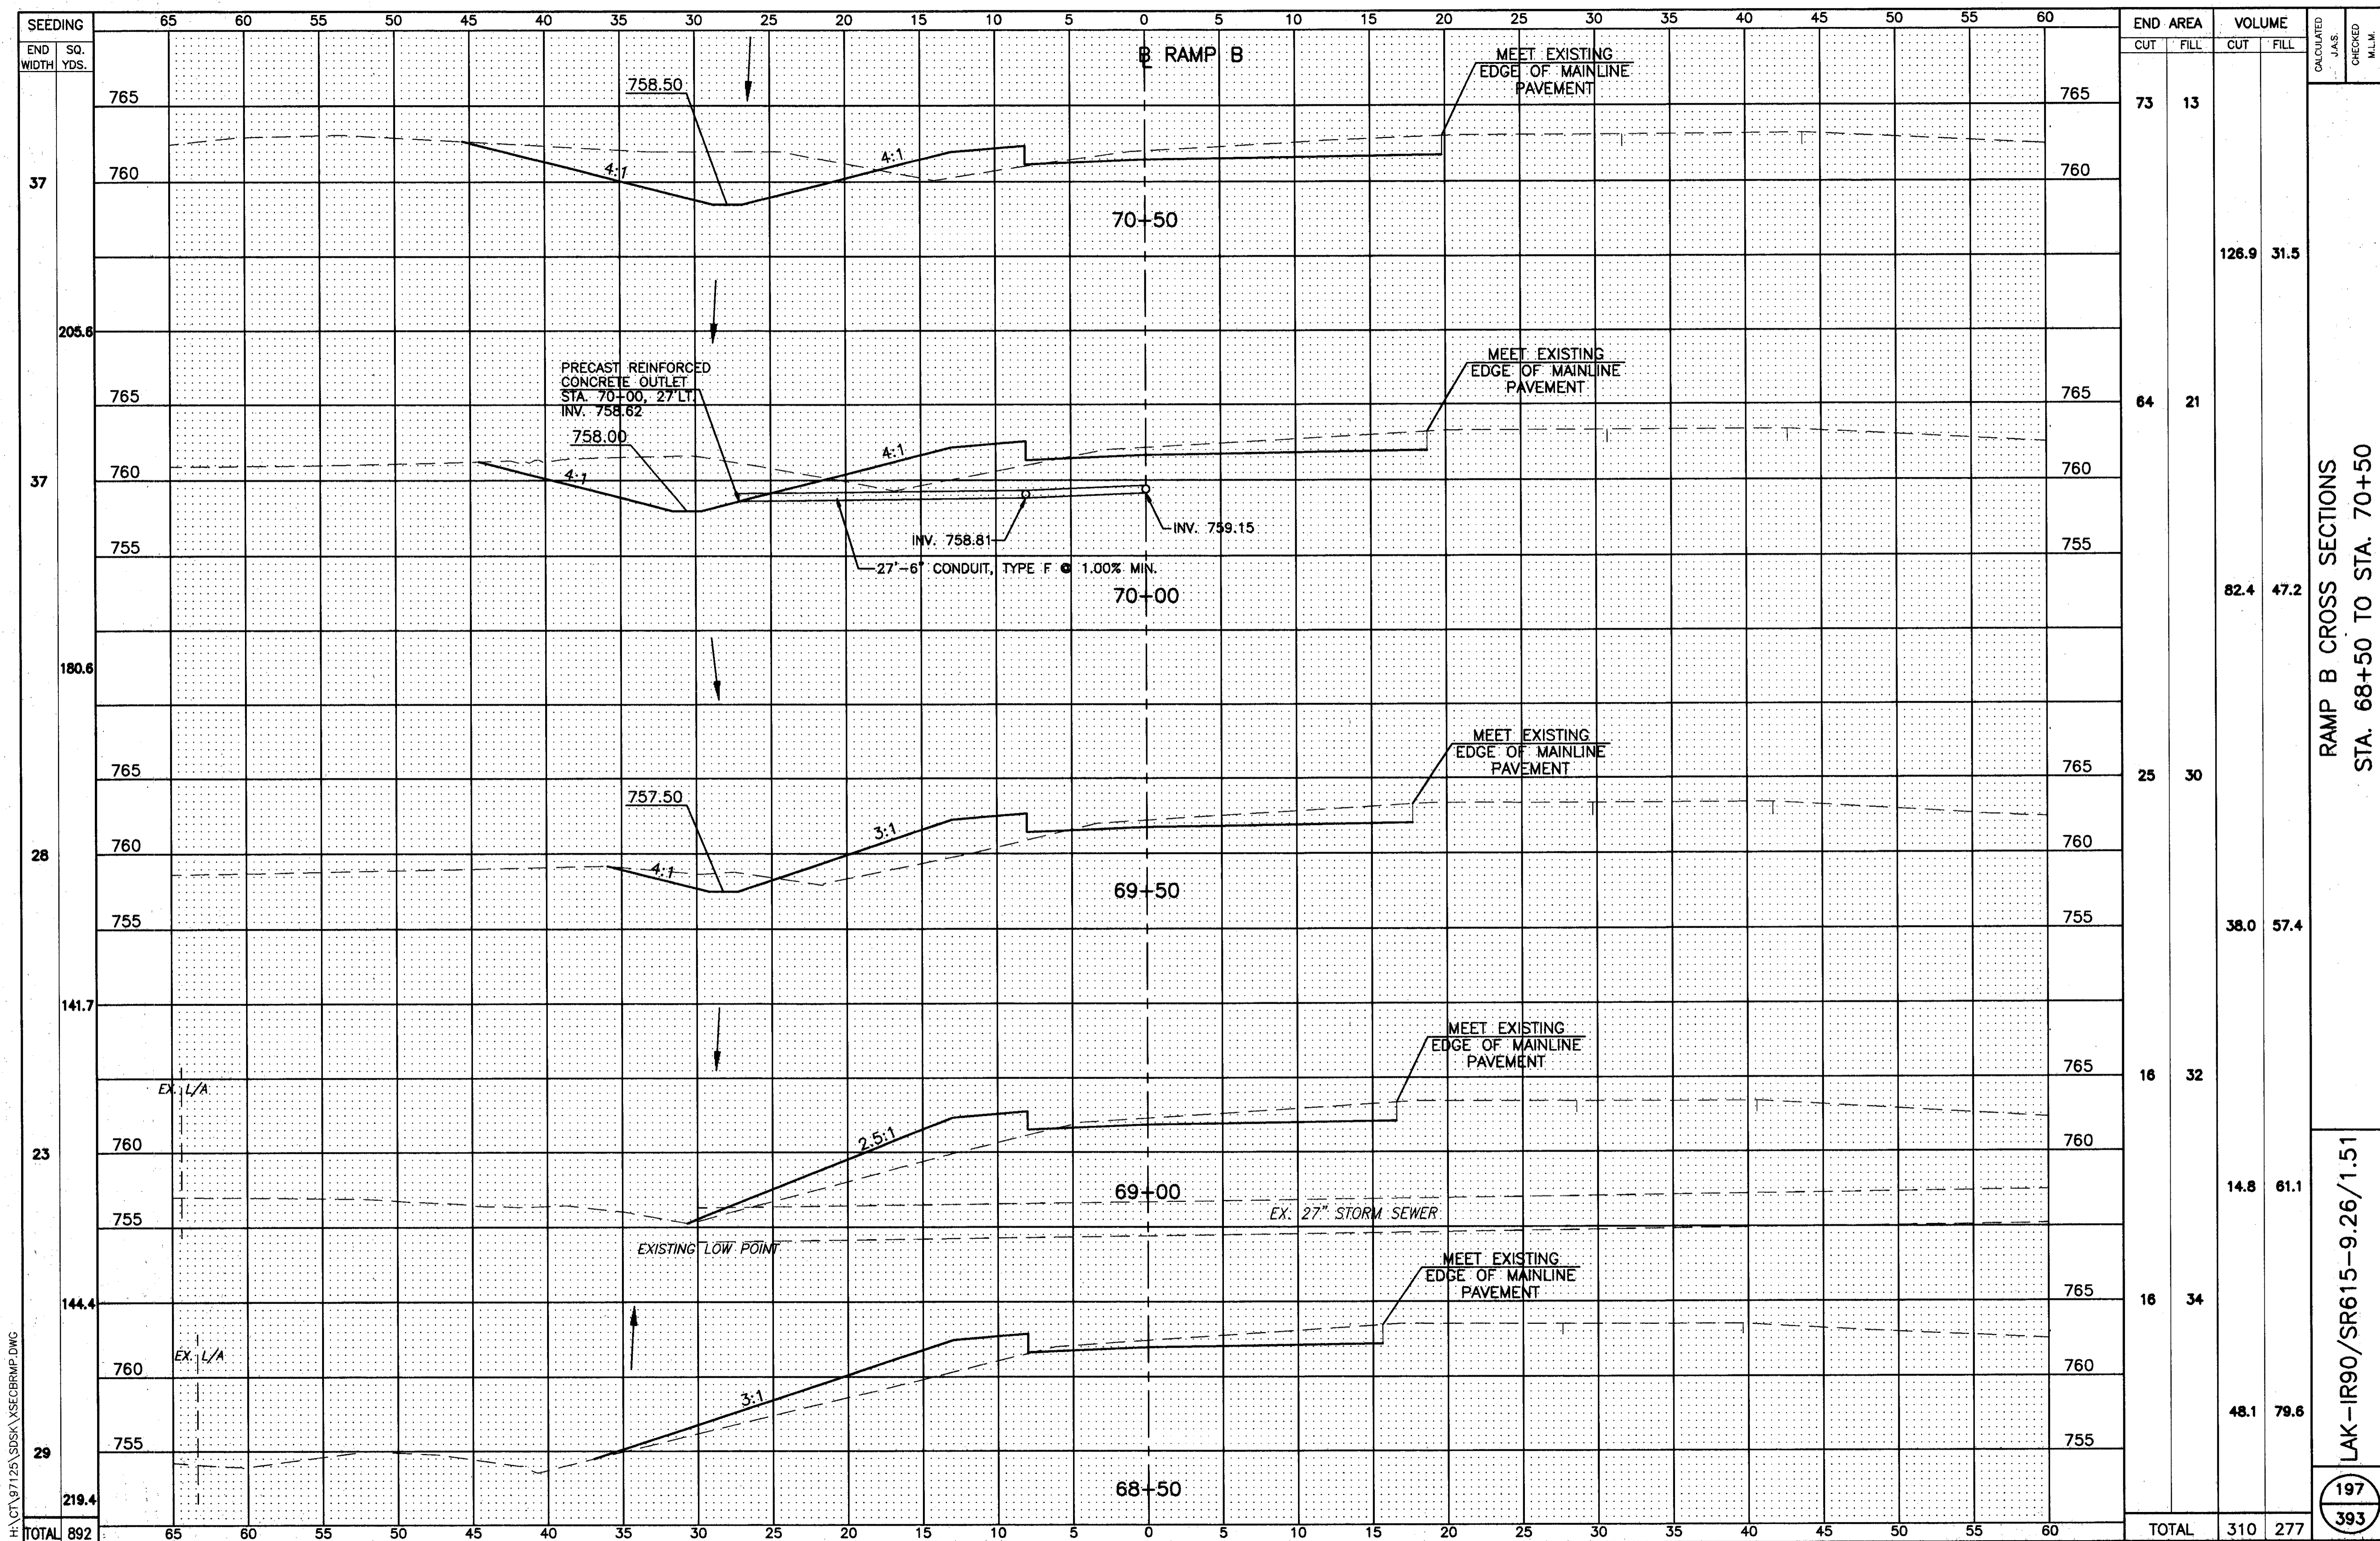 SEEDING
END WIDTH
SQ. YDS.
65 60 55 50 45 40 35 30 25 20 15 10 5 0 5 10 15 20 25 30 35 40 45 50 55 60
END AREA
VOLUME
CUT FILL CUT FILL
CALCULATED
J.A.S.
CHECKED
M.L.M.
℄ RAMP B
MEET EXISTING
EDGE OF MAINLINE
PAVEMENT
758.50
765
765
73 13
4:1
4:1
37
760
760
70+50
126.9 31.5
205.6
PRECAST REINFORCED
CONCRETE OUTLET
STA. 70+00, 27'LT.
INV. 758.62
MEET EXISTING
EDGE OF MAINLINE
PAVEMENT
765
765
64 21
758.00
4:1
4:1
37
760
760
INV. 758.81
INV. 759.15
755
755
27'-6" CONDUIT, TYPE F @ 1.00% MIN.
70+00
82.4 47.2
180.6
MEET EXISTING
EDGE OF MAINLINE
PAVEMENT
765
765
25 30
757.50
3:1
4:1
28
760
760
69+50
755
755
38.0 57.4
141.7
MEET EXISTING
EDGE OF MAINLINE
PAVEMENT
EX. L/A
765
16 32
2.5:1
23
760
760
69+00
14.8 61.1
EX. 27" STORM SEWER
755
EXISTING LOW POINT
MEET EXISTING
EDGE OF MAINLINE
PAVEMENT
144.4
765
16 34
EX. L/A
760
760
3:1
48.1 79.6
29
755
755
68+50
219.4
TOTAL 892
65 60 55 50 45 40 35 30 25 20 15 10 5 0 5 10 15 20 25 30 35 40 45 50 55 60
TOTAL 310 277
RAMP B CROSS SECTIONS
STA. 68+50 TO STA. 70+50
LAK-IR90/SR615-9.26/1.51
197
393
H:\CT\97125\SDSK\XSECBRMP.DWG